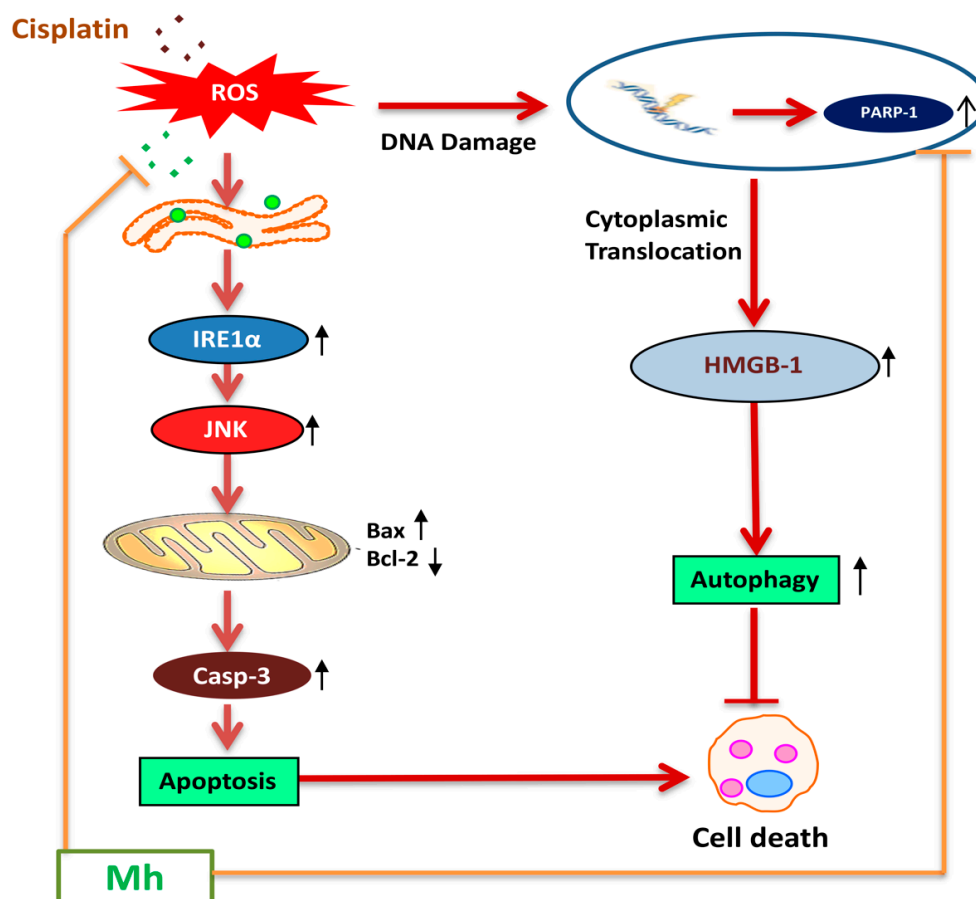 Cisplatin
ROS
DNA Damage
PARP-1
Cytoplasmic
Translocation
IRE1α
HMGB-1
JNK
Bax
Bcl-2
Autophagy
Casp-3
Apoptosis
Cell death
Mh